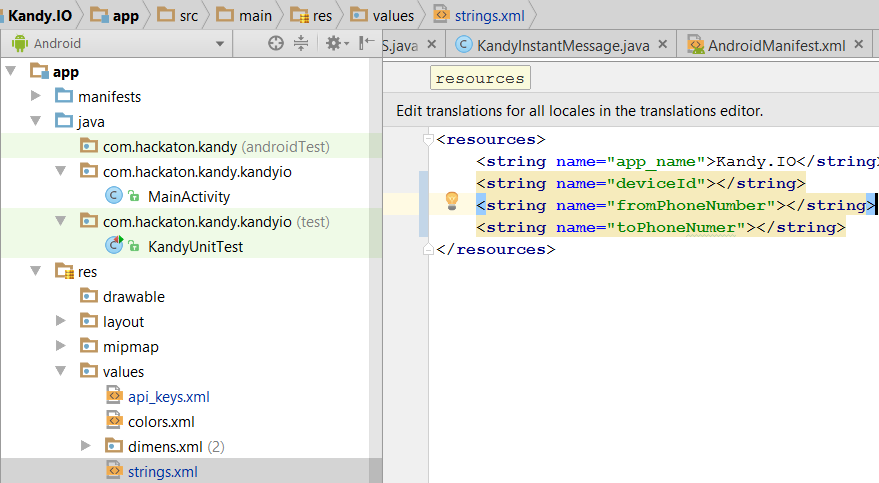 Kandy.IO app src main res values strings.xml
Android
S.java KandyInstantMessage.java AndroidManifest.xml
app
manifests
java
com.hackaton.kandy (androidTest)
com.hackaton.kandy.kandyio
MainActivity
com.hackaton.kandy.kandyio (test)
KandyUnitTest
res
drawable
layout
mipmap
values
api_keys.xml
colors.xml
dimens.xml (2)
strings.xml
resources
Edit translations for all locales in the translations editor.
<resources>
<string name="app_name">Kandy.IO</string>
<string name="deviceId"></string>
<string name="fromPhoneNumber"></string>
<string name="toPhoneNumer"></string>
</resources>